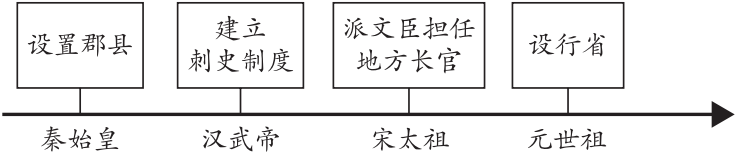 设置郡县
建立
刺史制度
派文臣担任
地方长官
设行省
秦始皇
汉武帝
宋太祖
元世祖